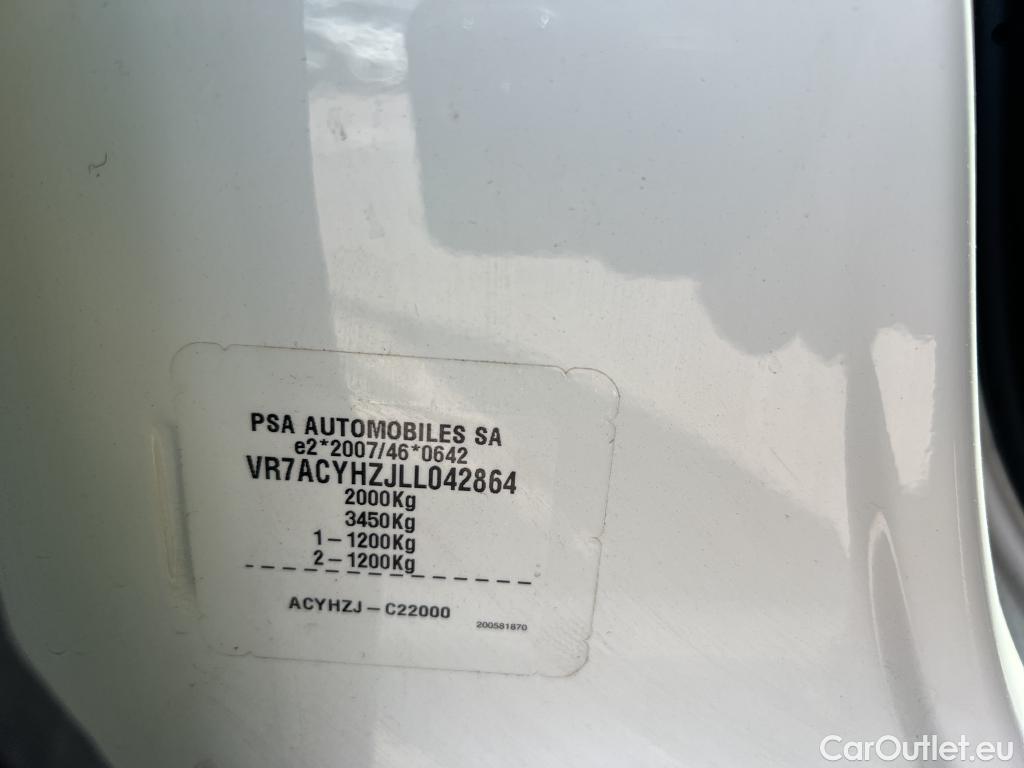 PSA AUTOMOBILES SA
e2*2007/46*0642
VR7ACYHZJLL042864
2000Kg
3450Kg
1-1200Kg
2-1200Kg
ACYHZJ-C22000
200581870
CarOutlet.eu